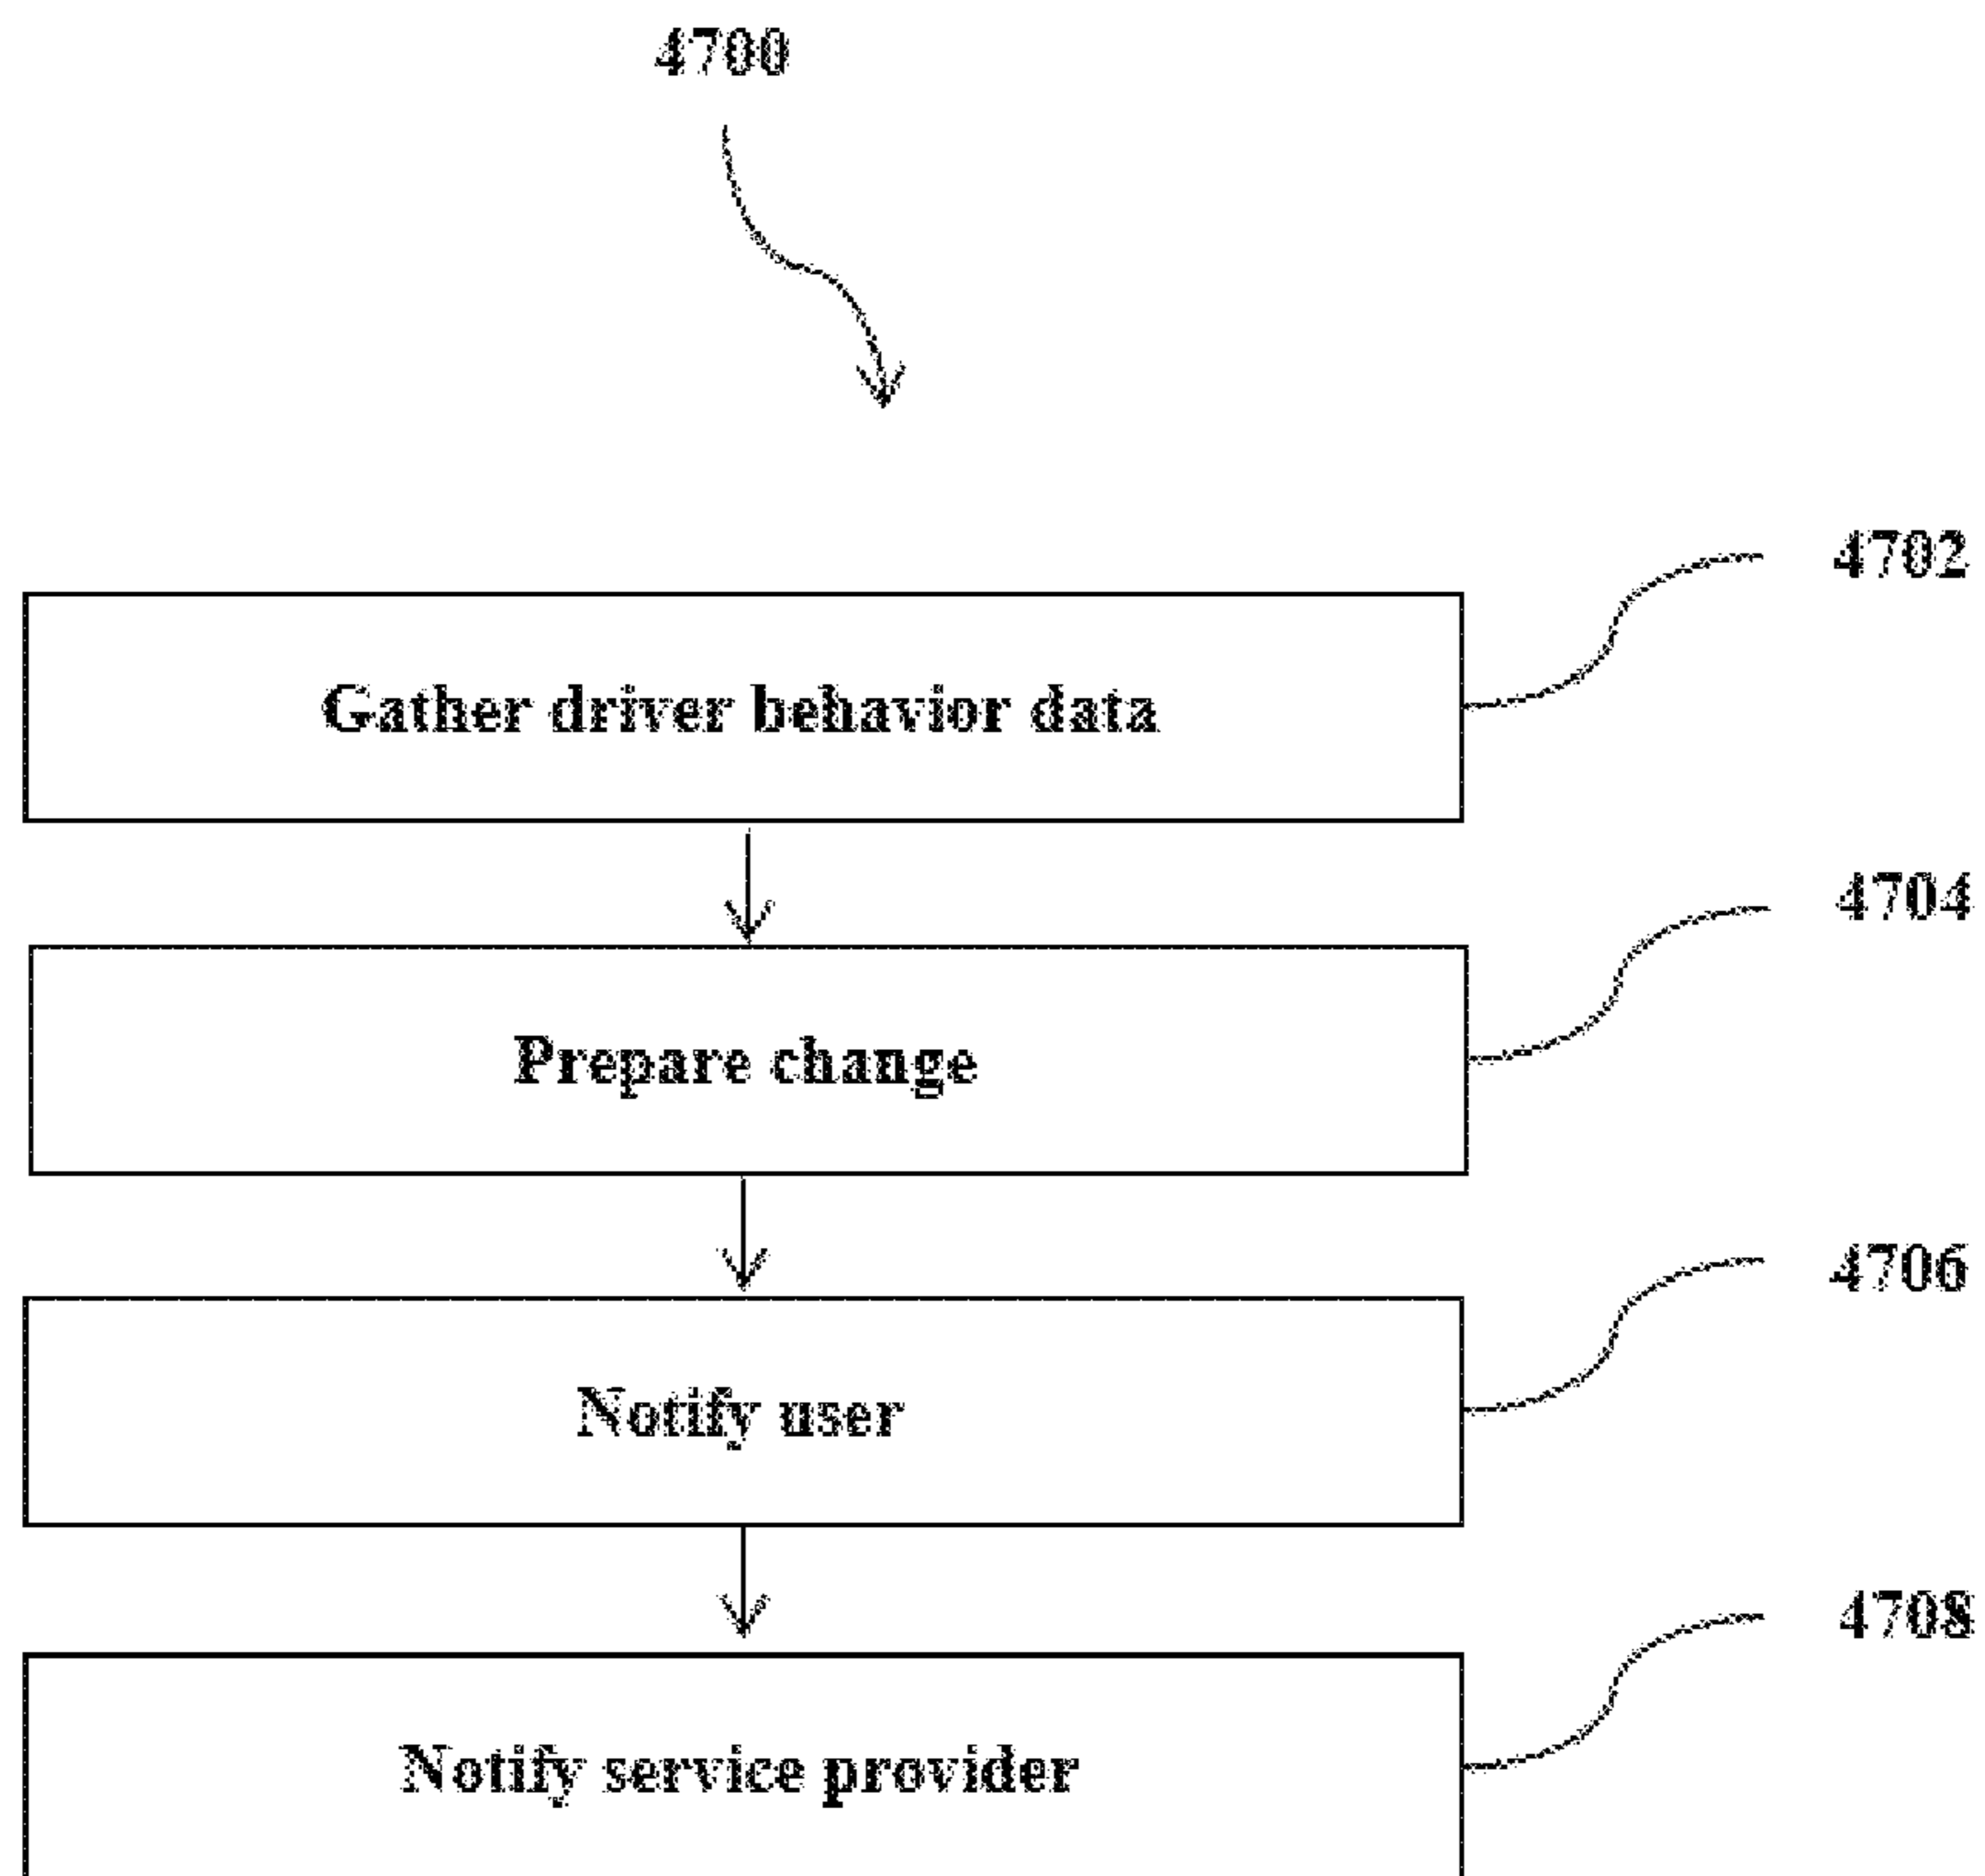 4700
4702
Gather driver behavior data
4704
Prepare change
4706
Notify user
4708
Notify service provider